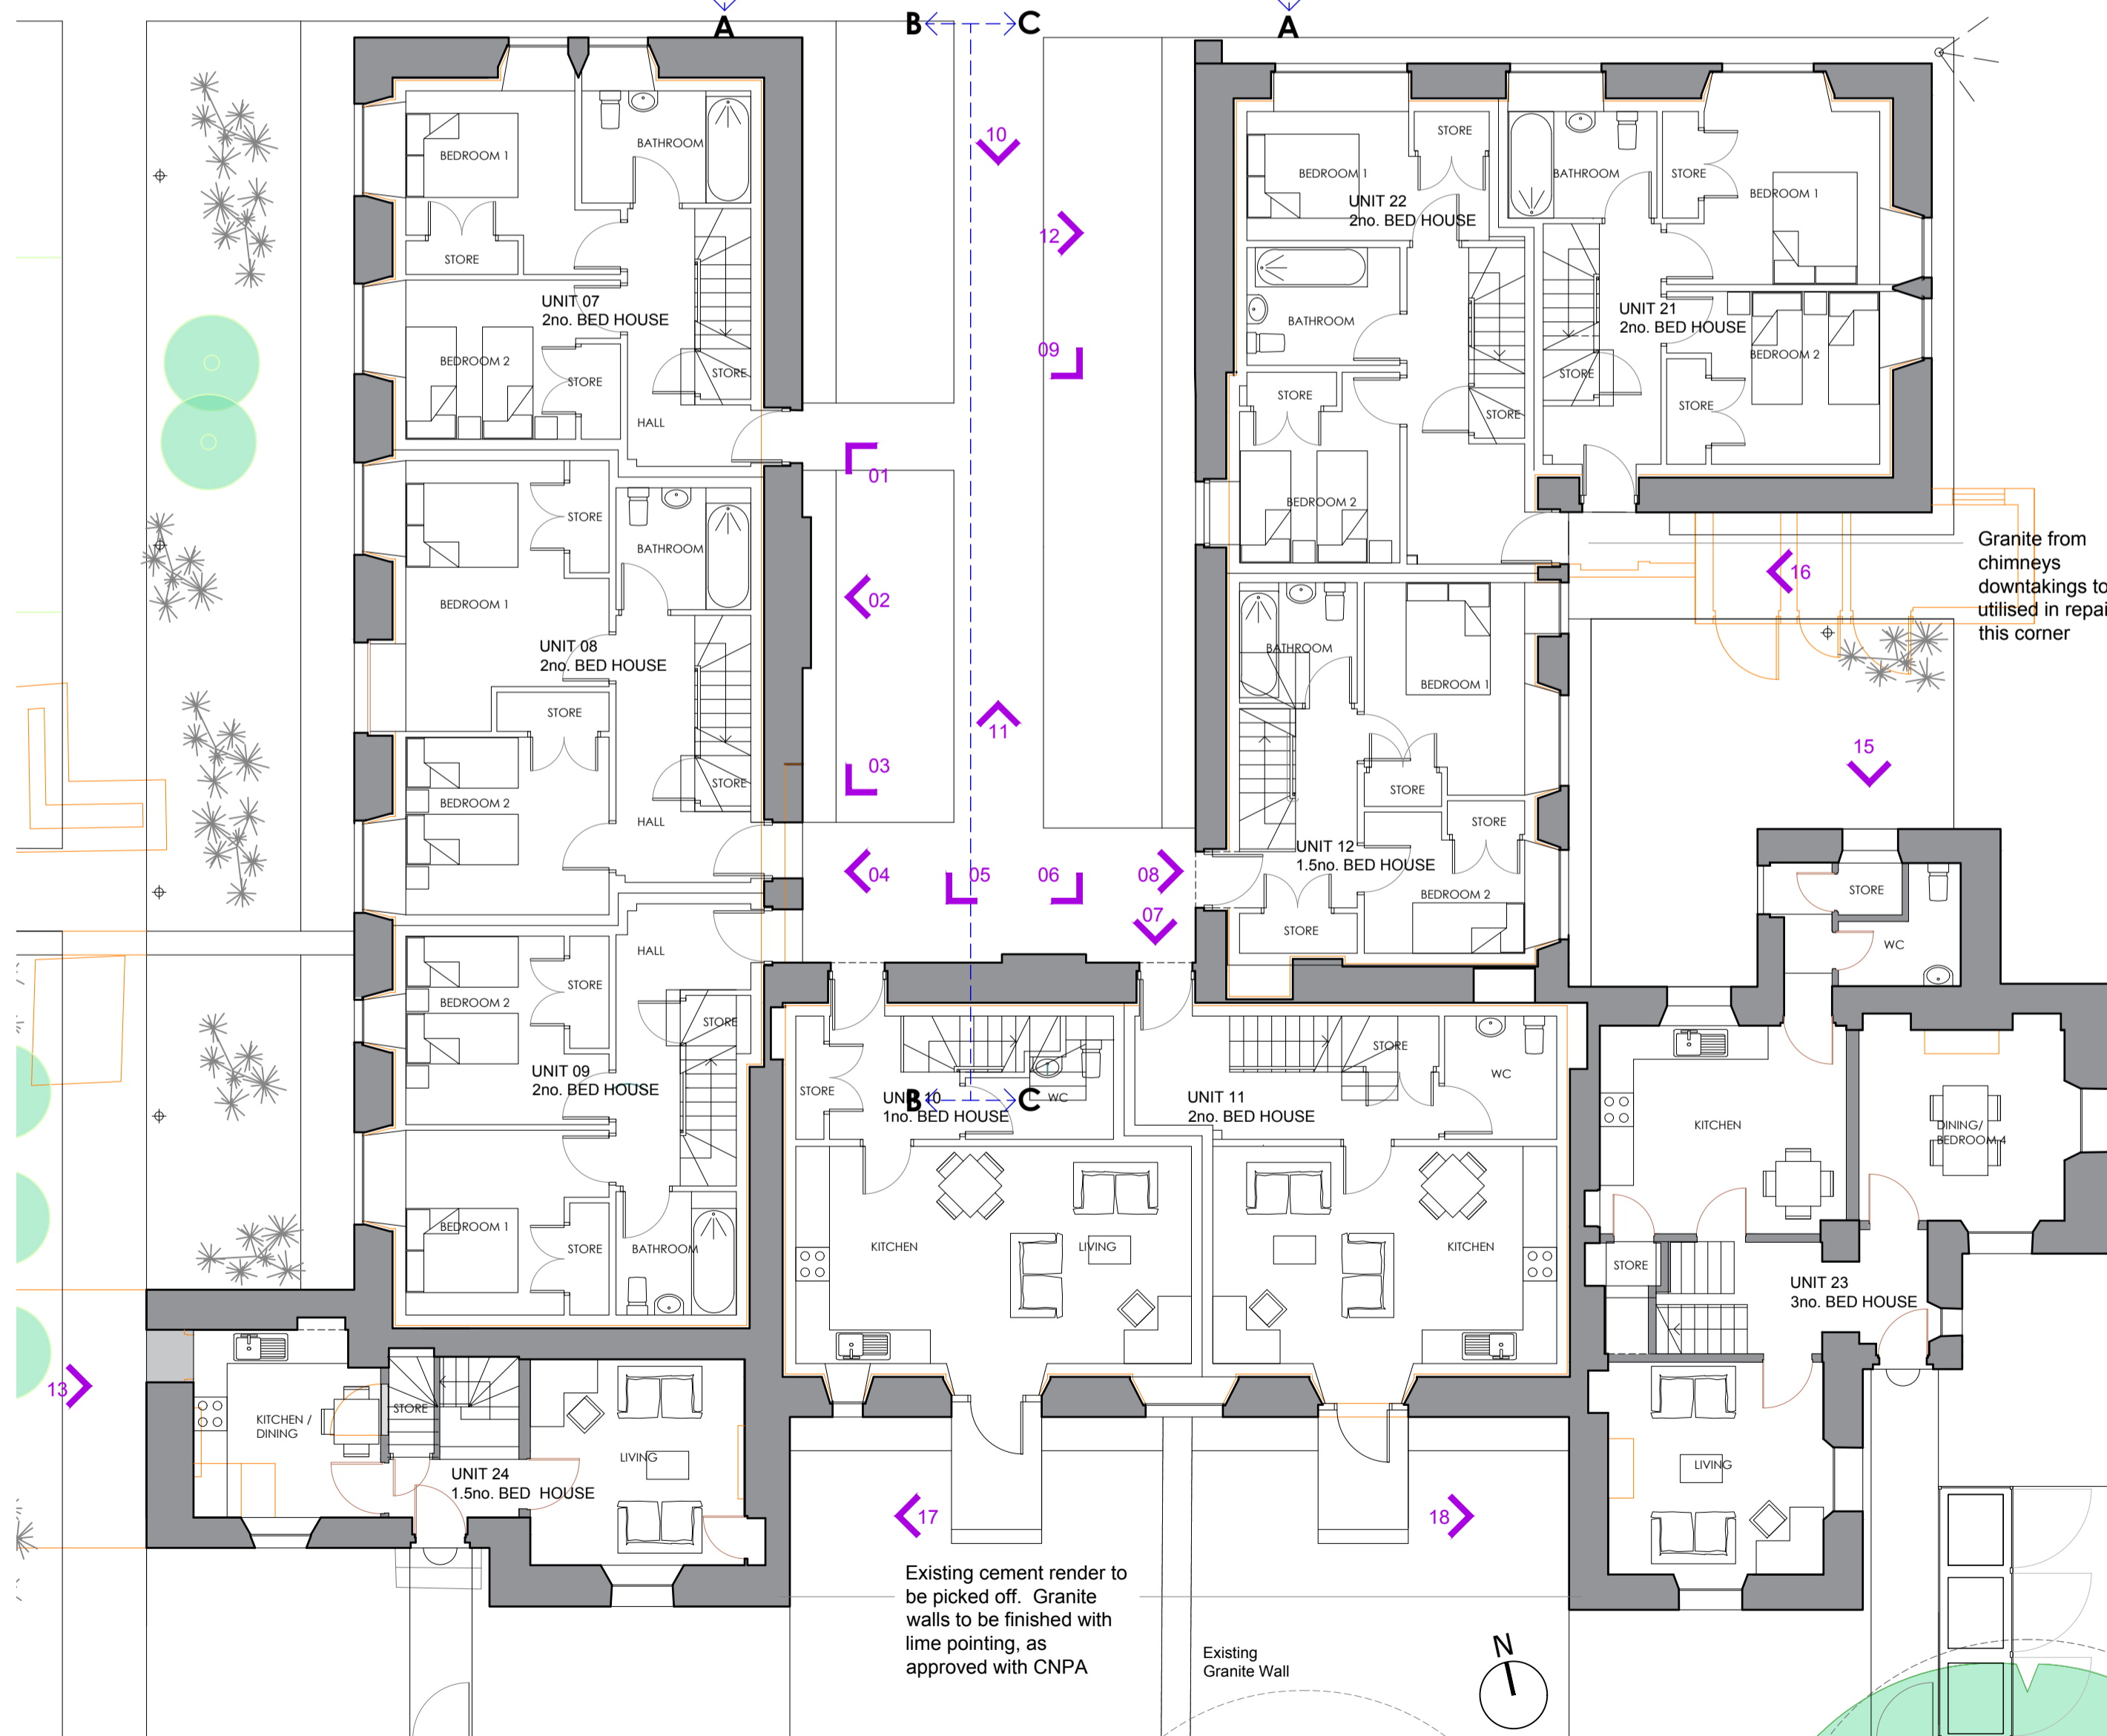 A
B
C
A
10
12
09
01
02
11
03
04
05
06
08
07
16
15
13
17
18
BEDROOM 1
BATHROOM
STORE
UNIT 07
2no. BED HOUSE
BEDROOM 2
STORE
STORE
HALL
STORE
BATHROOM
BEDROOM 1
UNIT 08
2no. BED HOUSE
STORE
STORE
BEDROOM 2
HALL
HALL
STORE
BEDROOM 2
STORE
UNIT 09
2no. BED HOUSE
BEDROOM 1
STORE
BATHROOM
STORE
BEDROOM 1
UNIT 22
2no. BED HOUSE
BATHROOM
STORE
STORE
BEDROOM 2
BATHROOM
STORE
BEDROOM 1
UNIT 21
2no. BED HOUSE
BEDROOM 2
STORE
STORE
Granite from
chimneys
downtakings to
utilised in repai
this corner
BATHROOM
BEDROOM 1
STORE
STORE
UNIT 12
1.5no. BED HOUSE
BEDROOM 2
STORE
STORE
WC
STORE
B
C
10
1no. BED HOUSE
WC
UNIT 11
2no. BED HOUSE
STORE
WC
KITCHEN
LIVING
KITCHEN
KITCHEN
DINING/
BEDROOM 4
STORE
UNIT 23
3no. BED HOUSE
LIVING
KITCHEN /
DINING
STORE
LIVING
UNIT 24
1.5no. BED HOUSE
Existing cement render to
be picked off. Granite
walls to be finished with
lime pointing, as
approved with CNPA
Existing
Granite Wall
N